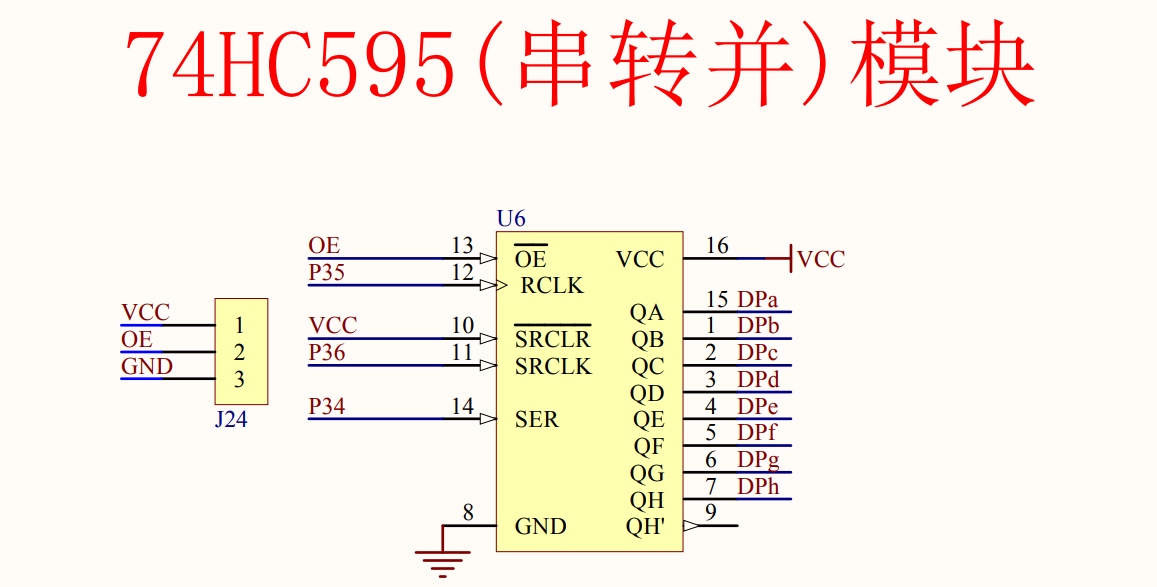 74HC595(串转并)模块
U6
OE 13 OE VCC 16 VCC
P35 12 RCLK
QA 15 DPa
VCC 1
VCC 10 SRCLR QB 1 DPb
OE 2
P36 11 SRCLK QC 2 DPc
GND 3
QD 3 DPd
J24
P34 14 SER QE 4 DPe
QF 5 DPf
QG 6 DPg
QH 7 DPh
8 GND QH' 9